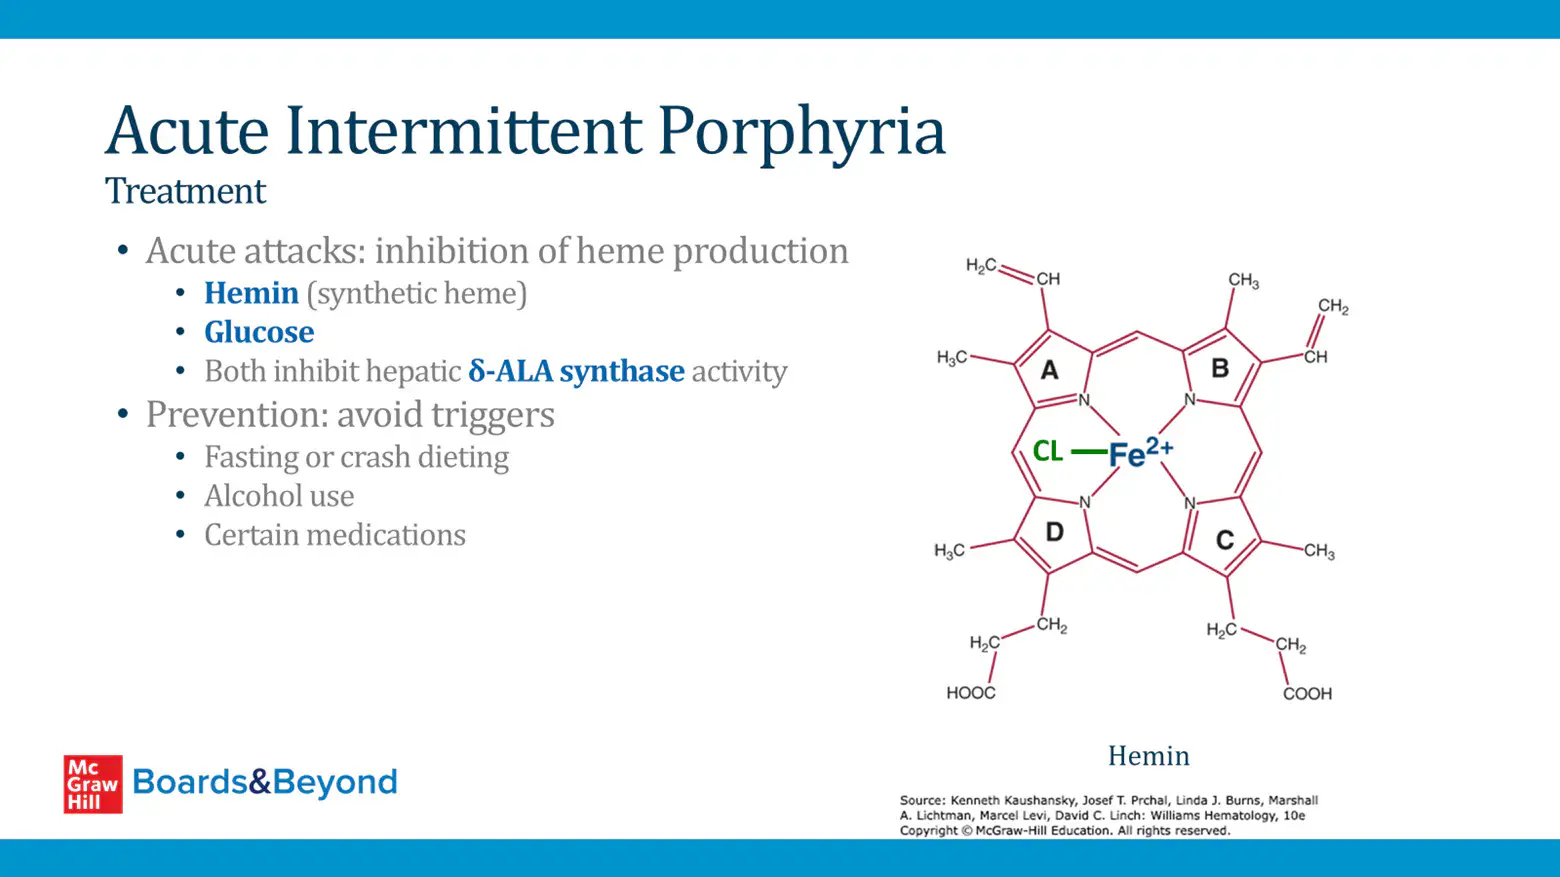 Acute Intermittent Porphyria
Treatment
• Acute attacks: inhibition of heme production
• Hemin (synthetic heme)
• Glucose
• Both inhibit hepatic δ-ALA synthase activity
• Prevention: avoid triggers
• Fasting or crash dieting
• Alcohol use
• Certain medications
H₂C
CH
CH₃
CH₂
H₃C
A
B
CH
N
N
CL
Fe²⁺
N
N
H₃C
D
C
CH₃
CH₂
H₂C
H₂C
CH₂
HOOC
COOH
Hemin
Mc
Graw
Hill
Boards&Beyond
Source: Kenneth Kaushansky, Josef T. Prchal, Linda J. Burns, Marshall
A. Lichtman, Marcel Levi, David C. Linch: Williams Hematology, 10e
Copyright © McGraw-Hill Education. All rights reserved.